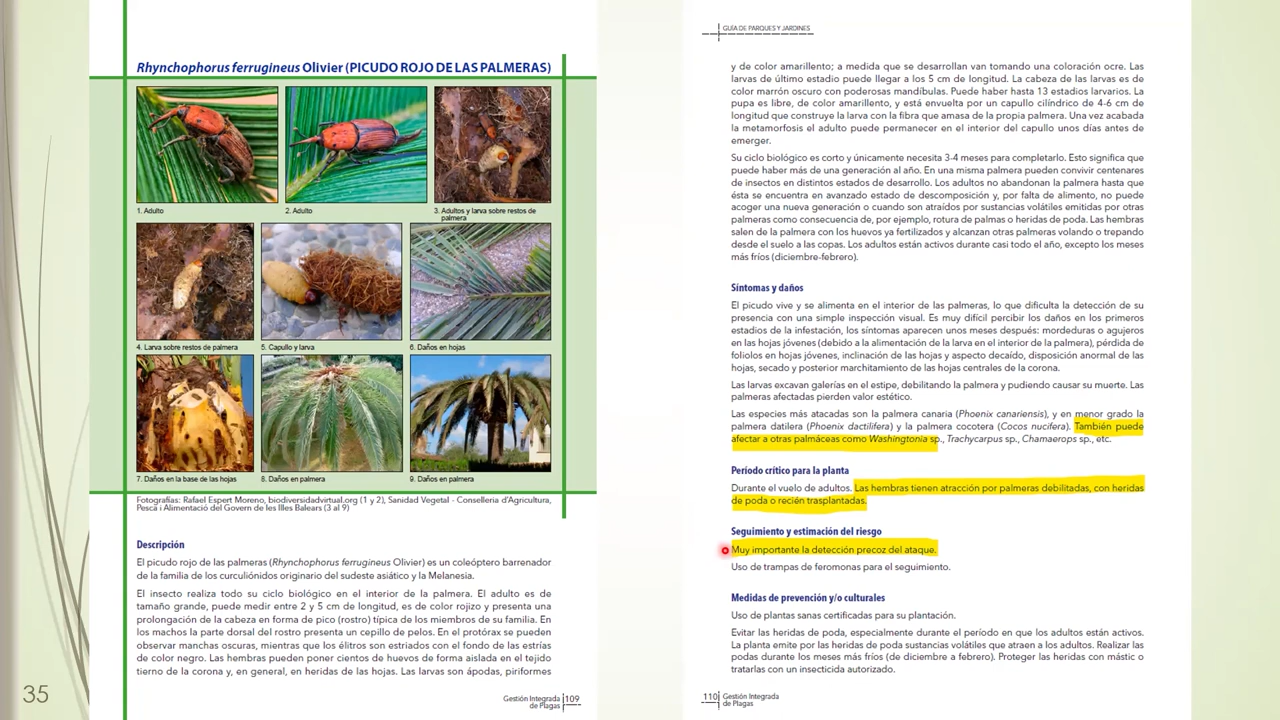 Rhynchophorus ferrugineus Olivier (PICUDO ROJO DE LAS PALMERAS)
1. Adulto
2. Adulto
3. Adultos y larva sobre restos de
palmera
4. Larva sobre restos de palmera
5. Capullo y larva
6. Daños en hojas
7. Daños en la base de las hojas
8. Daños en palmera
9. Daños en palmera
Fotografías: Rafael Espert Moreno, biodiversidadvirtual.org (1 y 2), Sanidad Vegetal - Conselleria d'Agricultura,
Pesca i Alimentació del Govern de les Illes Balears (3 al 9)
Descripción
El picudo rojo de las palmeras (Rhynchophorus ferrugineus Olivier) es un coleóptero barrenador
de la familia de los curculiónidos originario del sudeste asiático y la Melanesia.
El insecto realiza todo su ciclo biológico en el interior de la palmera. El adulto es de
tamaño grande, puede medir entre 2 y 5 cm de longitud, es de color rojizo y presenta una
prolongación de la cabeza en forma de pico (rostro) típica de los miembros de su familia. En
los machos la parte dorsal del rostro presenta un cepillo de pelos. En el protórax se pueden
observar manchas oscuras, mientras que los élitros son estriados con el fondo de las estrías
de color negro. Las hembras pueden poner cientos de huevos de forma aislada en el tejido
tierno de la corona y, en general, en heridas de las hojas. Las larvas son ápodas, piriformes
Gestión Integrada
de Plagas
109
35
GUÍA DE PARQUES Y JARDINES
y de color amarillento; a medida que se desarrollan van tomando una coloración ocre. Las
larvas de último estadio puede llegar a los 5 cm de longitud. La cabeza de las larvas es de
color marrón oscuro con poderosas mandíbulas. Puede haber hasta 13 estadios larvarios. La
pupa es libre, de color amarillento, y está envuelta por un capullo cilíndrico de 4-6 cm de
longitud que construye la larva con la fibra que amasa de la propia palmera. Una vez acabada
la metamorfosis el adulto puede permanecer en el interior del capullo unos días antes de
emerger.
Su ciclo biológico es corto y únicamente necesita 3-4 meses para completarlo. Esto significa que
puede haber más de una generación al año. En una misma palmera pueden convivir centenares
de insectos en distintos estados de desarrollo. Los adultos no abandonan la palmera hasta que
ésta se encuentra en avanzado estado de descomposición y, por falta de alimento, no puede
acoger una nueva generación o cuando son atraídos por sustancias volátiles emitidas por otras
palmeras como consecuencia de, por ejemplo, rotura de palmas o heridas de poda. Las hembras
salen de la palmera con los huevos ya fertilizados y alcanzan otras palmeras volando o trepando
desde el suelo a las copas. Los adultos están activos durante casi todo el año, excepto los meses
más fríos (diciembre-febrero).
Síntomas y daños
El picudo vive y se alimenta en el interior de las palmeras, lo que dificulta la detección de su
presencia con una simple inspección visual. Es muy difícil percibir los daños en los primeros
estadios de la infestación, los síntomas aparecen unos meses después: mordeduras o agujeros
en las hojas jóvenes (debido a la alimentación de la larva en el interior de la palmera), pérdida de
foliolos en hojas jóvenes, inclinación de las hojas y aspecto decaído, disposición anormal de las
hojas, secado y posterior marchitamiento de las hojas centrales de la corona.
Las larvas excavan galerías en el estipe, debilitando la palmera y pudiendo causar su muerte. Las
palmeras afectadas pierden valor estético.
Las especies más atacadas son la palmera canaria (Phoenix canariensis), y en menor grado la
palmera datilera (Phoenix dactilifera) y la palmera cocotera (Cocos nucifera). También puede
afectar a otras palmáceas como Washingtonia sp., Trachycarpus sp., Chamaerops sp., etc.
Período crítico para la planta
Durante el vuelo de adultos. Las hembras tienen atracción por palmeras debilitadas, con heridas
de poda o recién trasplantadas.
Seguimiento y estimación del riesgo
Muy importante la detección precoz del ataque.
Uso de trampas de feromonas para el seguimiento.
Medidas de prevención y/o culturales
Uso de plantas sanas certificadas para su plantación.
Evitar las heridas de poda, especialmente durante el período en que los adultos están activos.
La planta emite por las heridas de poda sustancias volátiles que atraen a los adultos. Realizar las
podas durante los meses más fríos (de diciembre a febrero). Proteger las heridas con mástic o
tratarlas con un insecticida autorizado.
110
Gestión Integrada
de Plagas